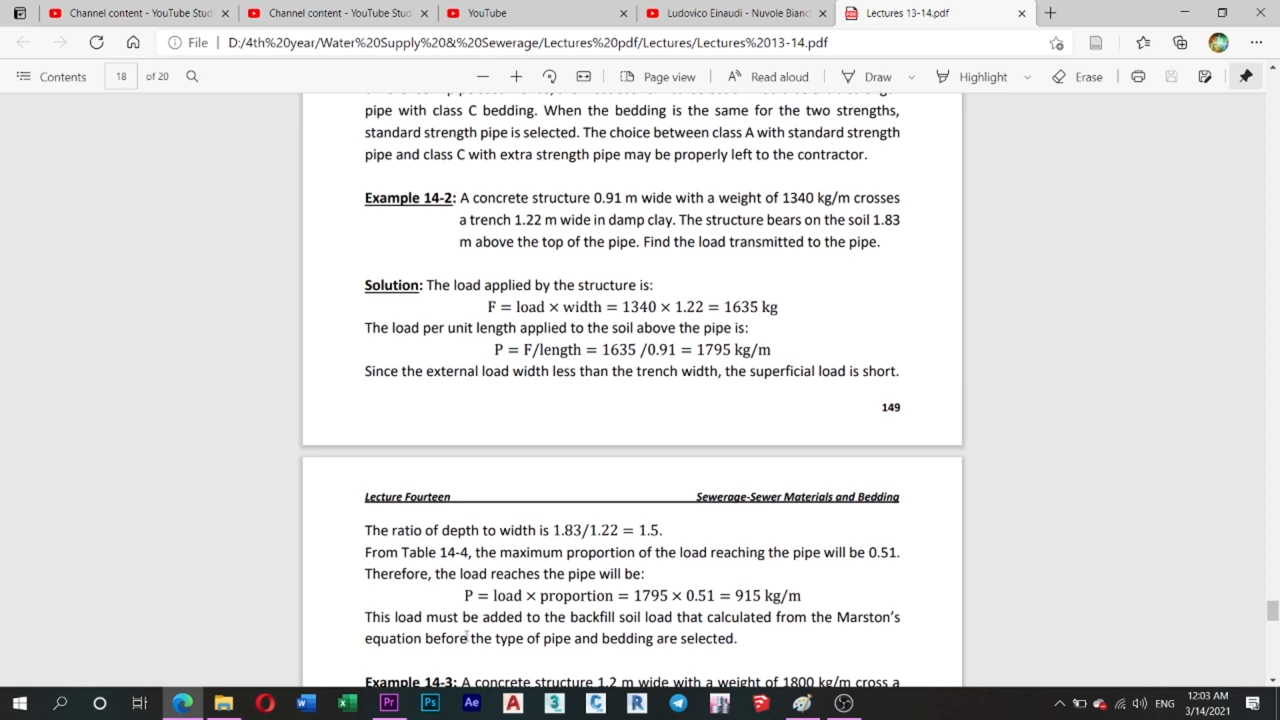 Channel content - YouTube Stud
Channel content - YouTube Stud
YouTube
Ludovico Einaudi - Nuvole Bianc
Lectures 13-14.pdf
File
D:/4th%20year/Water%20Supply%20&%20Sewerage/Lectures%20pdf/Lectures/Lectures%2013-14.pdf
Contents
18
of 20
Page view
Read aloud
Draw
Highlight
Erase
pipe with class C bedding. When the bedding is the same for the two strengths,
standard strength pipe is selected. The choice between class A with standard strength
pipe and class C with extra strength pipe may be properly left to the contractor.
Example 14-2: A concrete structure 0.91 m wide with a weight of 1340 kg/m crosses
a trench 1.22 m wide in damp clay. The structure bears on the soil 1.83
m above the top of the pipe. Find the load transmitted to the pipe.
Solution: The load applied by the structure is:
F = load × width = 1340 × 1.22 = 1635 kg
The load per unit length applied to the soil above the pipe is:
P = F/length = 1635 /0.91 = 1795 kg/m
Since the external load width less than the trench width, the superficial load is short.
149
Lecture Fourteen Sewerage-Sewer Materials and Bedding
The ratio of depth to width is 1.83/1.22 = 1.5.
From Table 14-4, the maximum proportion of the load reaching the pipe will be 0.51.
Therefore, the load reaches the pipe will be:
P = load × proportion = 1795 × 0.51 = 915 kg/m
This load must be added to the backfill soil load that calculated from the Marston's
equation before the type of pipe and bedding are selected.
Example 14-3: A concrete structure 1.2 m wide with a weight of 1800 kg/m cross a
ENG
12:03 AM
3/14/2021